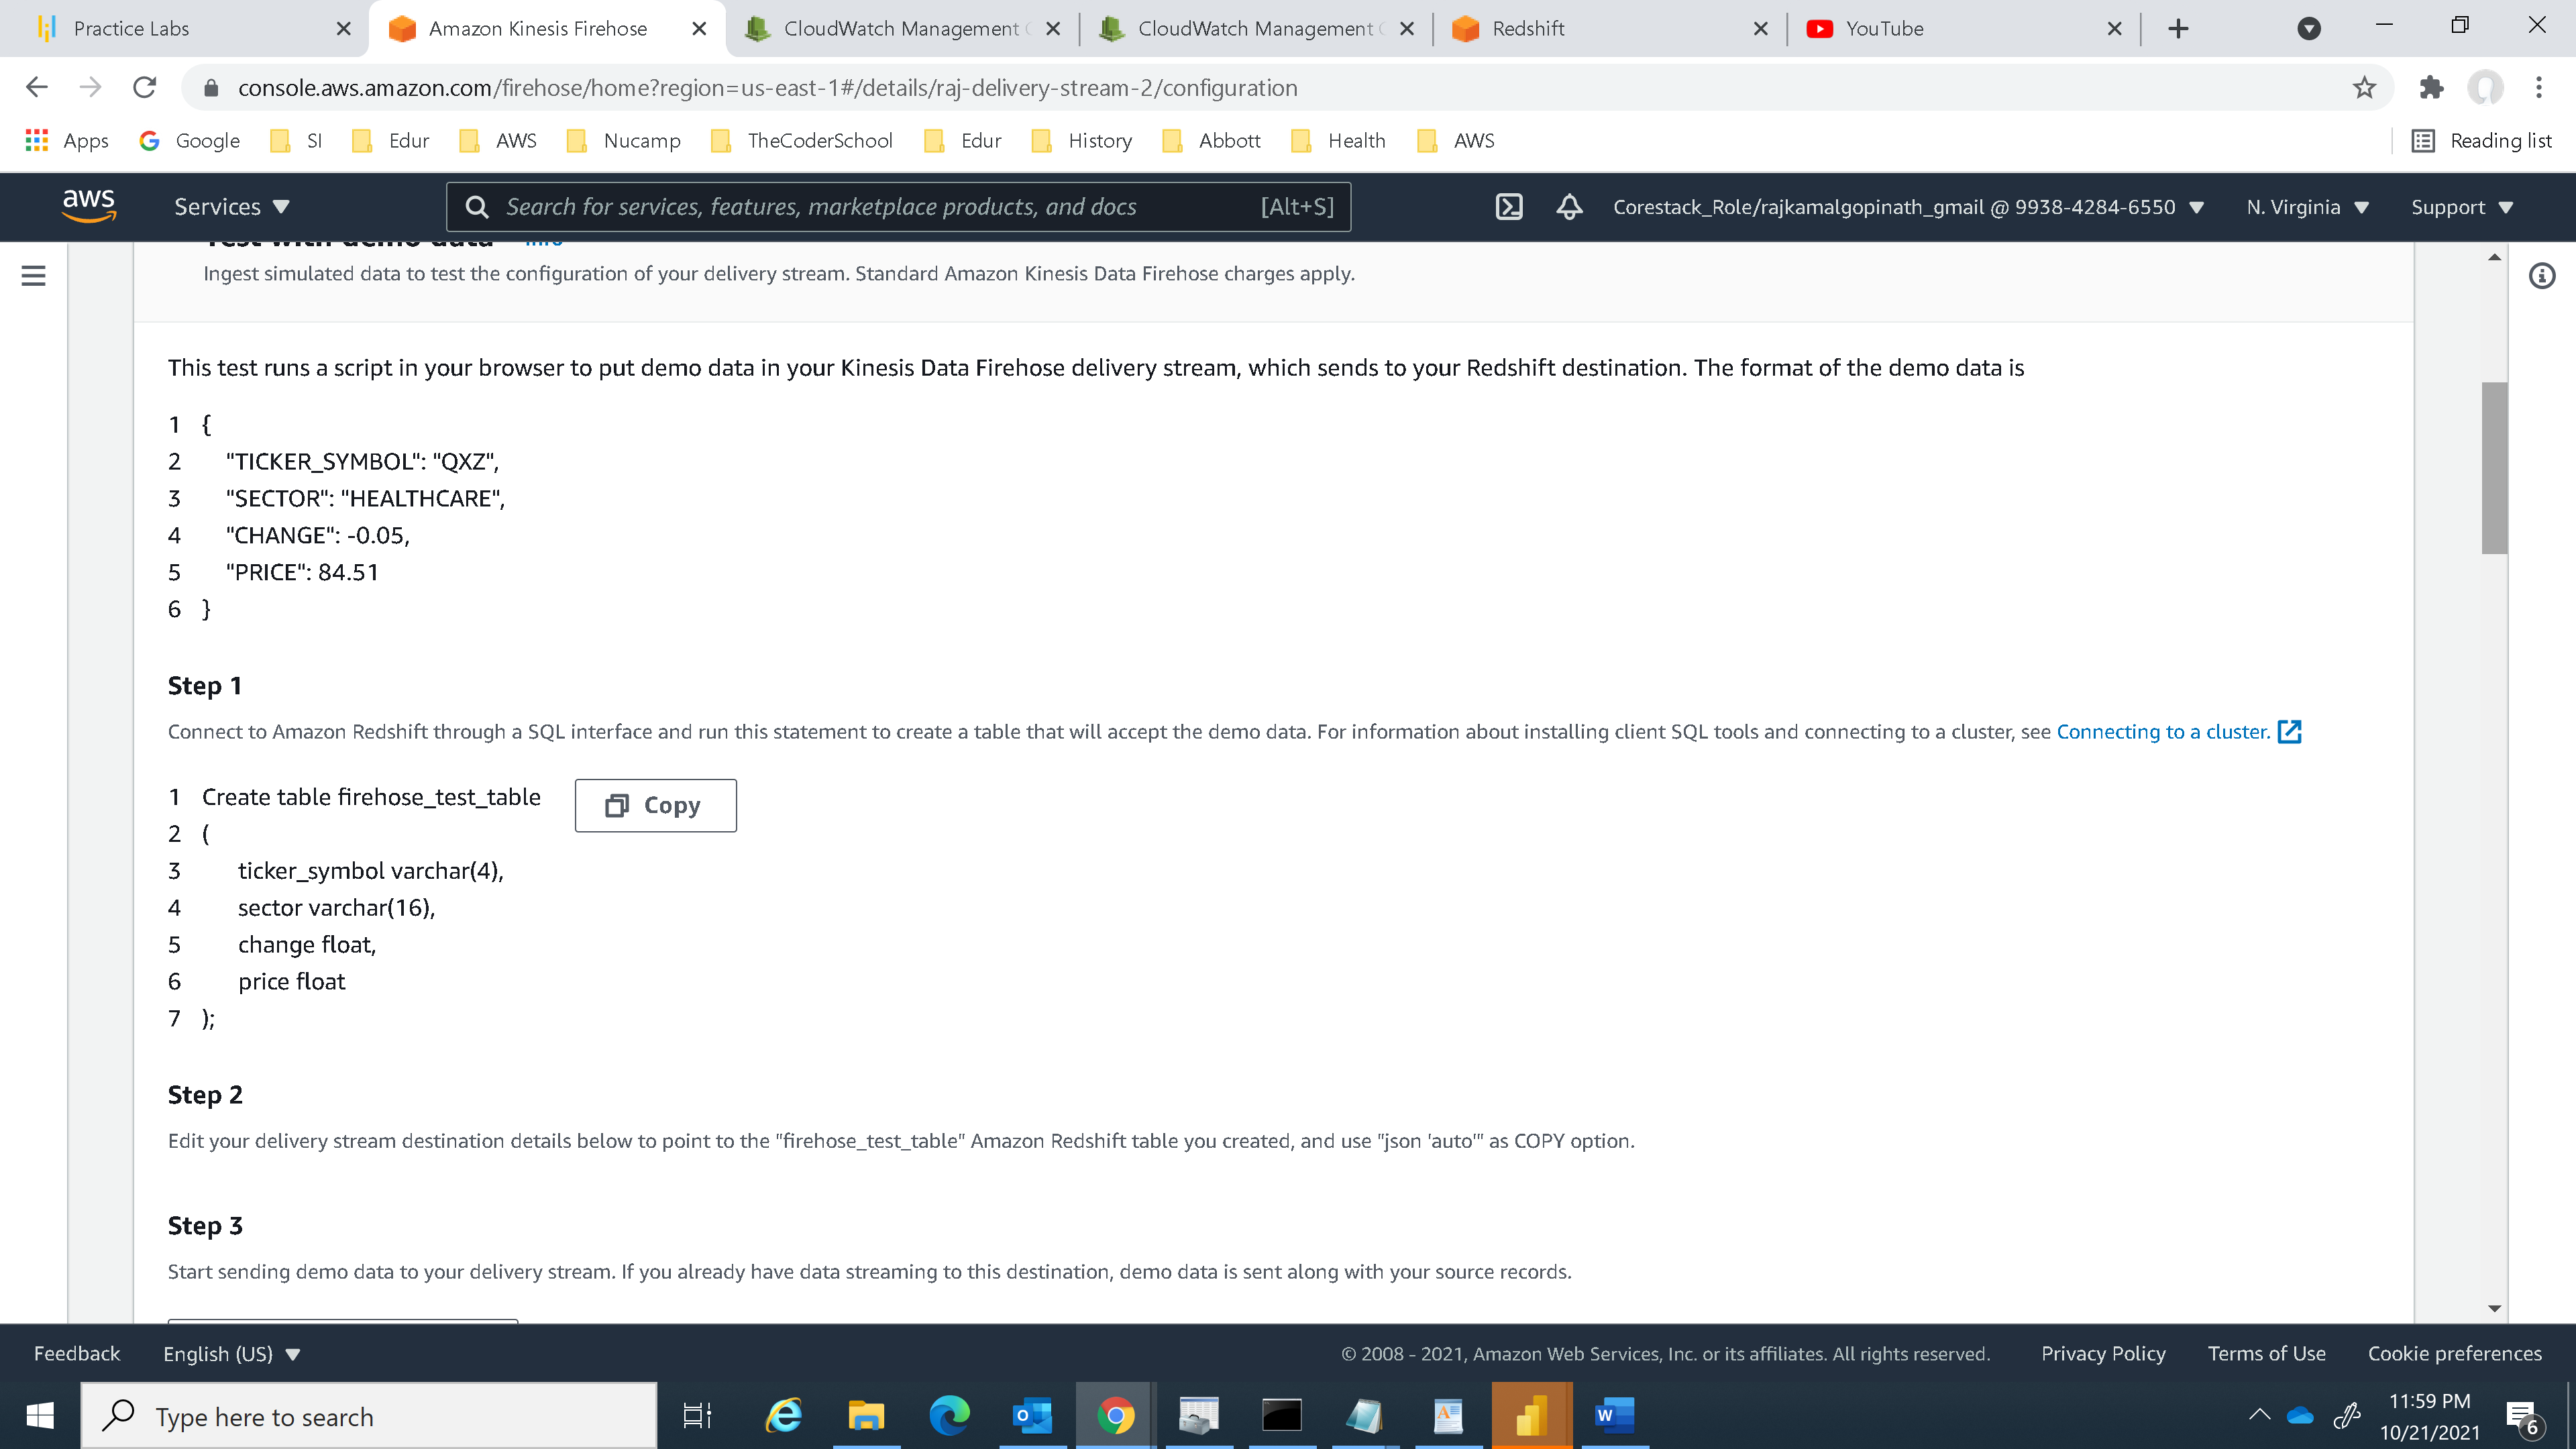 Practice Labs
Amazon Kinesis Firehose
CloudWatch Management
CloudWatch Management
Redshift
YouTube
console.aws.amazon.com/firehose/home?region=us-east-1#/details/raj-delivery-stream-2/configuration
Apps Google SI Edur AWS Nucamp TheCoderSchool Edur History Abbott Health AWS Reading list
aws Services Search for services, features, marketplace products, and docs [Alt+S] Corestack_Role/rajkamalgopinath_gmail @ 9938-4284-6550 N. Virginia Support
Test with demo data Info
Ingest simulated data to test the configuration of your delivery stream. Standard Amazon Kinesis Data Firehose charges apply.
This test runs a script in your browser to put demo data in your Kinesis Data Firehose delivery stream, which sends to your Redshift destination. The format of the demo data is
1 {
2 "TICKER_SYMBOL": "QXZ",
3 "SECTOR": "HEALTHCARE",
4 "CHANGE": -0.05,
5 "PRICE": 84.51
6 }
Step 1
Connect to Amazon Redshift through a SQL interface and run this statement to create a table that will accept the demo data. For information about installing client SQL tools and connecting to a cluster, see Connecting to a cluster.
1 Create table firehose_test_table Copy
2 (
3 ticker_symbol varchar(4),
4 sector varchar(16),
5 change float,
6 price float
7 );
Step 2
Edit your delivery stream destination details below to point to the "firehose_test_table" Amazon Redshift table you created, and use "json 'auto'" as COPY option.
Step 3
Start sending demo data to your delivery stream. If you already have data streaming to this destination, demo data is sent along with your source records.
Feedback English (US) © 2008 - 2021, Amazon Web Services, Inc. or its affiliates. All rights reserved. Privacy Policy Terms of Use Cookie preferences
Type here to search
11:59 PM
10/21/2021
6